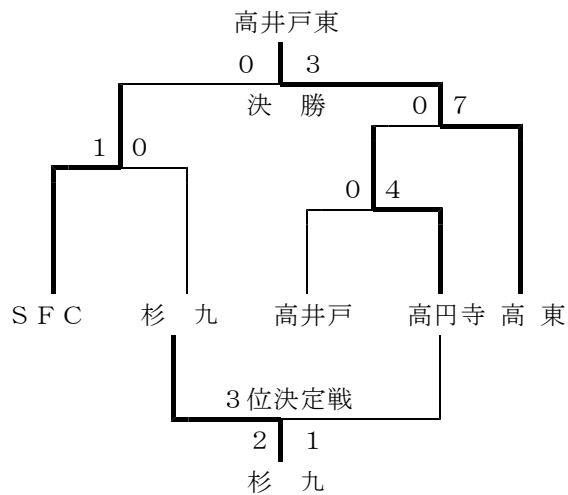 高井戸東
０　３
決　勝
０　７
１　０
０　４
ＳＦＣ　杉　九　高井戸　高円寺　高　東
３位決定戦
２　１
杉　九